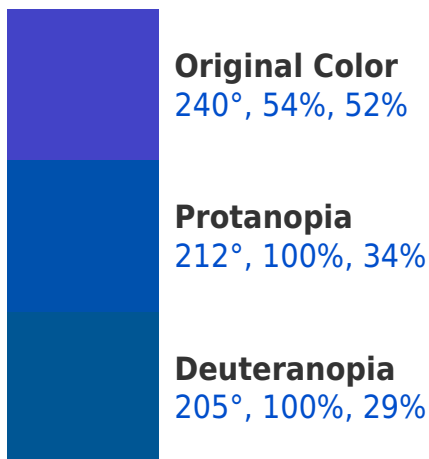 Original Color
240°, 54%, 52%
Protanopia
212°, 100%, 34%
Deuteranopia
205°, 100%, 29%